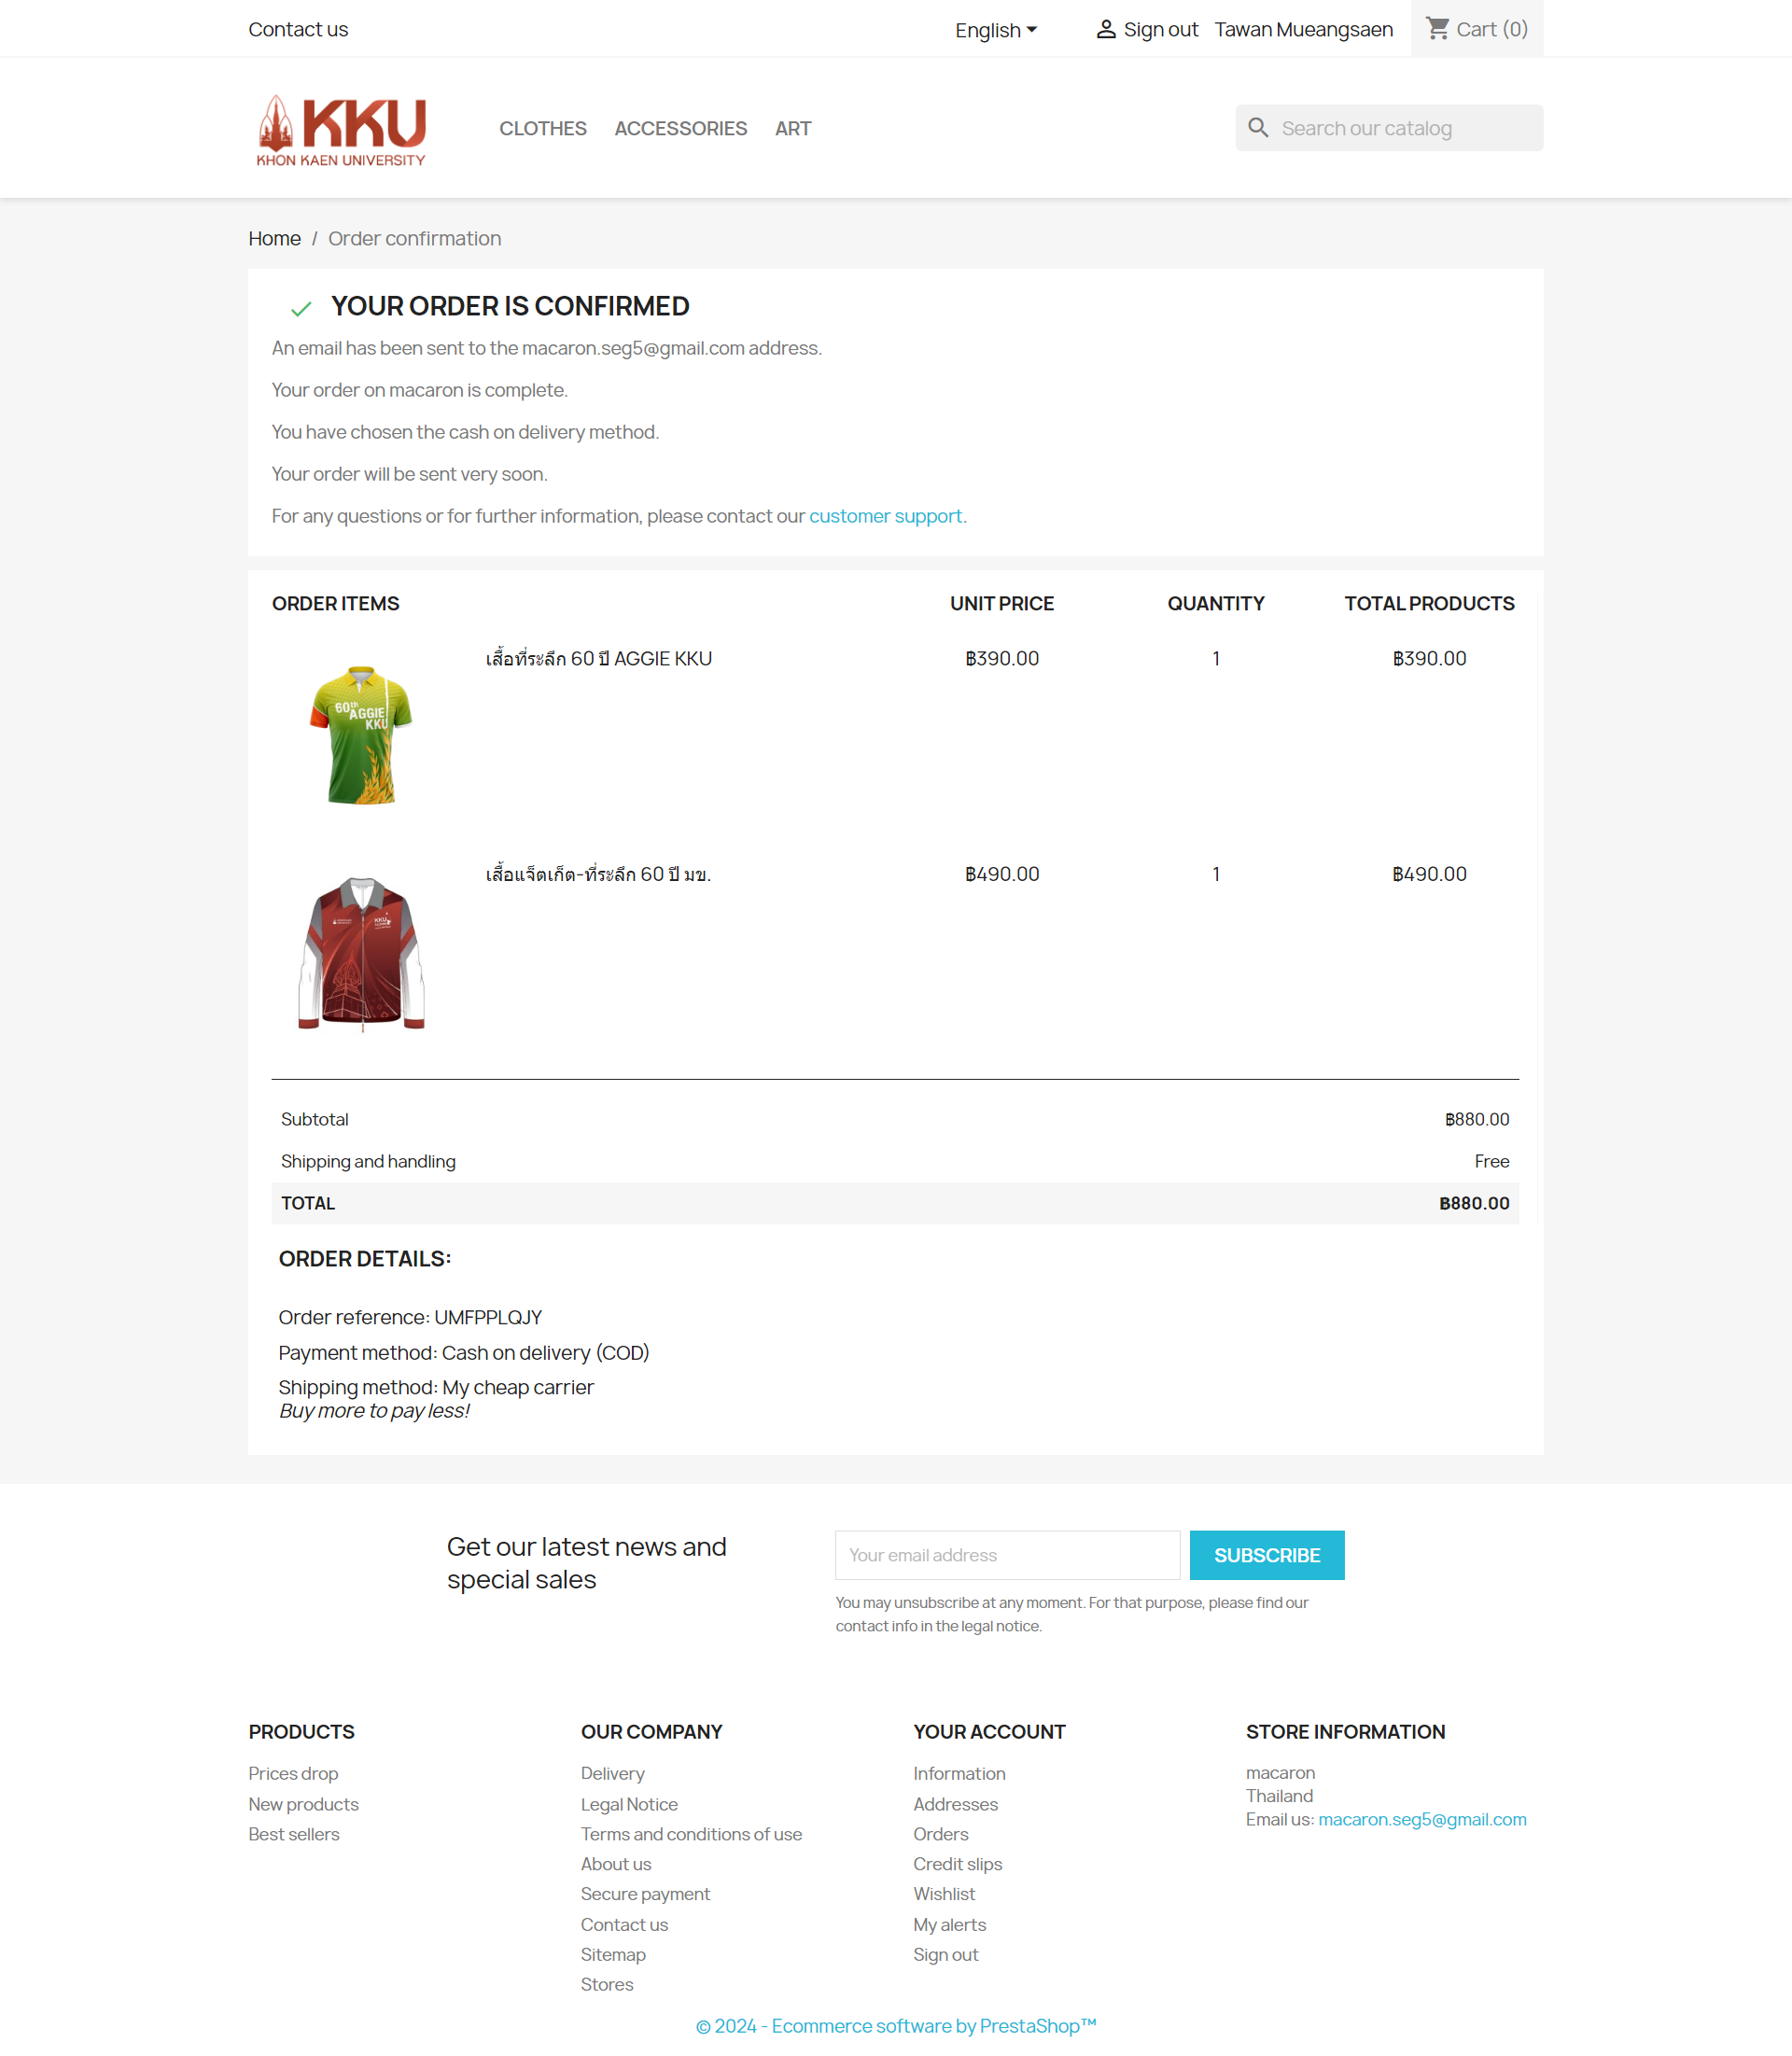 Contact us
English
Sign out
Tawan Mueangsaen
Cart (0)
KKU
KHON KAEN UNIVERSITY
CLOTHES
ACCESSORIES
ART
Search our catalog
Home / Order confirmation
YOUR ORDER IS CONFIRMED
An email has been sent to the macaron.seg5@gmail.com address.
Your order on macaron is complete.
You have chosen the cash on delivery method.
Your order will be sent very soon.
For any questions or for further information, please contact our customer support.
ORDER ITEMS
UNIT PRICE
QUANTITY
TOTAL PRODUCTS
60th
AGGIE
KKU
เสื้อที่ระลึก 60 ปี AGGIE KKU
฿390.00
1
฿390.00
KKU
เสื้อแจ็ตเก็ต-ที่ระลึก 60 ปี มข.
฿490.00
1
฿490.00
Subtotal
฿880.00
Shipping and handling
Free
TOTAL
฿880.00
ORDER DETAILS:
Order reference: UMFPPLQJY
Payment method: Cash on delivery (COD)
Shipping method: My cheap carrier
Buy more to pay less!
Get our latest news and
special sales
Your email address
SUBSCRIBE
You may unsubscribe at any moment. For that purpose, please find our
contact info in the legal notice.
PRODUCTS
Prices drop
New products
Best sellers
OUR COMPANY
Delivery
Legal Notice
Terms and conditions of use
About us
Secure payment
Contact us
Sitemap
Stores
YOUR ACCOUNT
Information
Addresses
Orders
Credit slips
Wishlist
My alerts
Sign out
STORE INFORMATION
macaron
Thailand
Email us: macaron.seg5@gmail.com
© 2024 - Ecommerce software by PrestaShop™